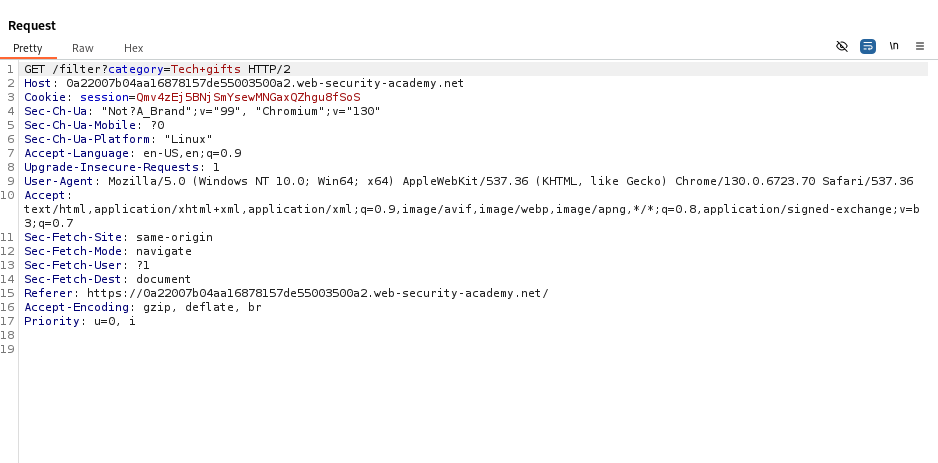 Request
Pretty Raw Hex \n
1 GET /filter?category=Tech+gifts HTTP/2
2 Host: 0a22007b04aa16878157de55003500a2.web-security-academy.net
3 Cookie: session=Qmv4zEj5BNjSmYsewMNGaxQZhgu8fSoS
4 Sec-Ch-Ua: "Not?A_Brand";v="99", "Chromium";v="130"
5 Sec-Ch-Ua-Mobile: ?0
6 Sec-Ch-Ua-Platform: "Linux"
7 Accept-Language: en-US,en;q=0.9
8 Upgrade-Insecure-Requests: 1
9 User-Agent: Mozilla/5.0 (Windows NT 10.0; Win64; x64) AppleWebKit/537.36 (KHTML, like Gecko) Chrome/130.0.6723.70 Safari/537.36
10 Accept:
text/html,application/xhtml+xml,application/xml;q=0.9,image/avif,image/webp,image/apng,*/*;q=0.8,application/signed-exchange;v=b
3;q=0.7
11 Sec-Fetch-Site: same-origin
12 Sec-Fetch-Mode: navigate
13 Sec-Fetch-User: ?1
14 Sec-Fetch-Dest: document
15 Referer: https://0a22007b04aa16878157de55003500a2.web-security-academy.net/
16 Accept-Encoding: gzip, deflate, br
17 Priority: u=0, i
18
19